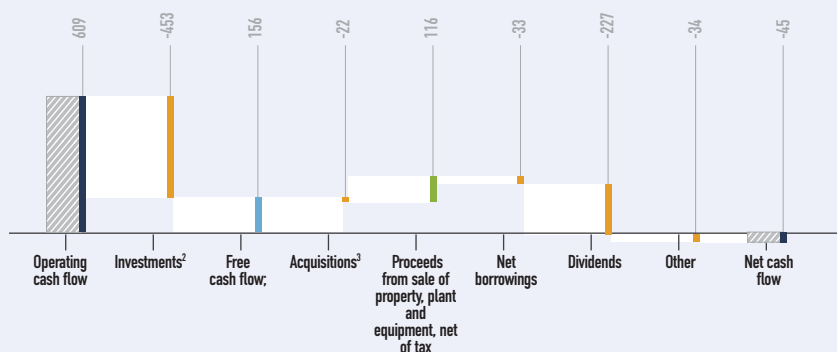 609
-453
156
-22
116
-33
-227
-34
-45
Operating
cash flow
Investments²
Free
cash flow;
Acquisitions³
Proceeds
from sale of
property, plant
and
equipment, net
of tax
Net
borrowings
Dividends
Other
Net cash
flow